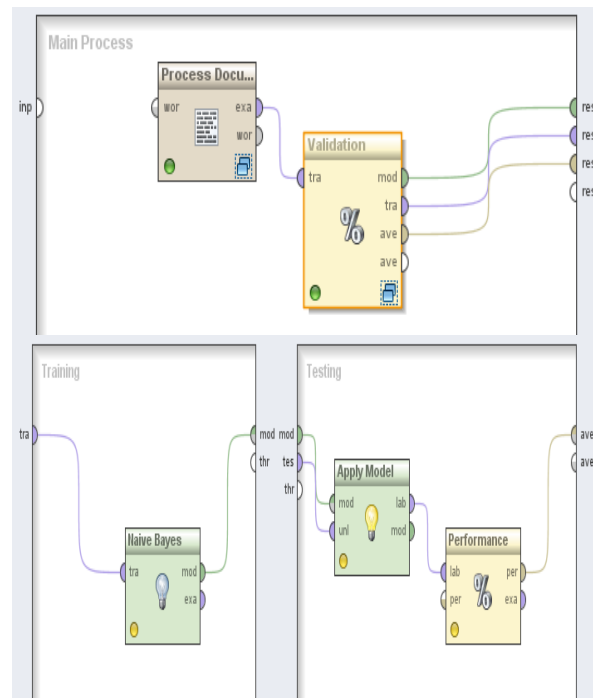 Main Process
Process Docu...
inp
wor
exa
wor
res
res
res
res
Validation
tra
mod
tra
ave
ave
%
Training
tra
mod
thr
Naive Bayes
tra
mod
exa
Testing
mod
tes
thr
ave
ave
Apply Model
mod
lab
unl
mod
Performance
lab
per
per
exa
%